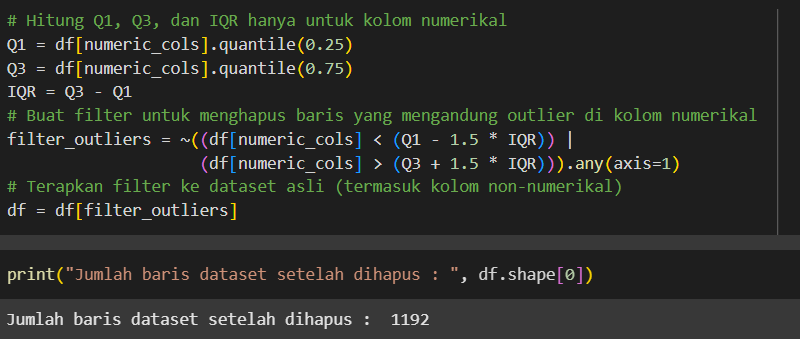 # Hitung Q1, Q3, dan IQR hanya untuk kolom numerikal
Q1 = df[numeric_cols].quantile(0.25)
Q3 = df[numeric_cols].quantile(0.75)
IQR = Q3 - Q1
# Buat filter untuk menghapus baris yang mengandung outlier di kolom numerikal
filter_outliers = ~((df[numeric_cols] < (Q1 - 1.5 * IQR)) |
                    (df[numeric_cols] > (Q3 + 1.5 * IQR))).any(axis=1)
# Terapkan filter ke dataset asli (termasuk kolom non-numerikal)
df = df[filter_outliers]
print("Jumlah baris dataset setelah dihapus : ", df.shape[0])
Jumlah baris dataset setelah dihapus :  1192